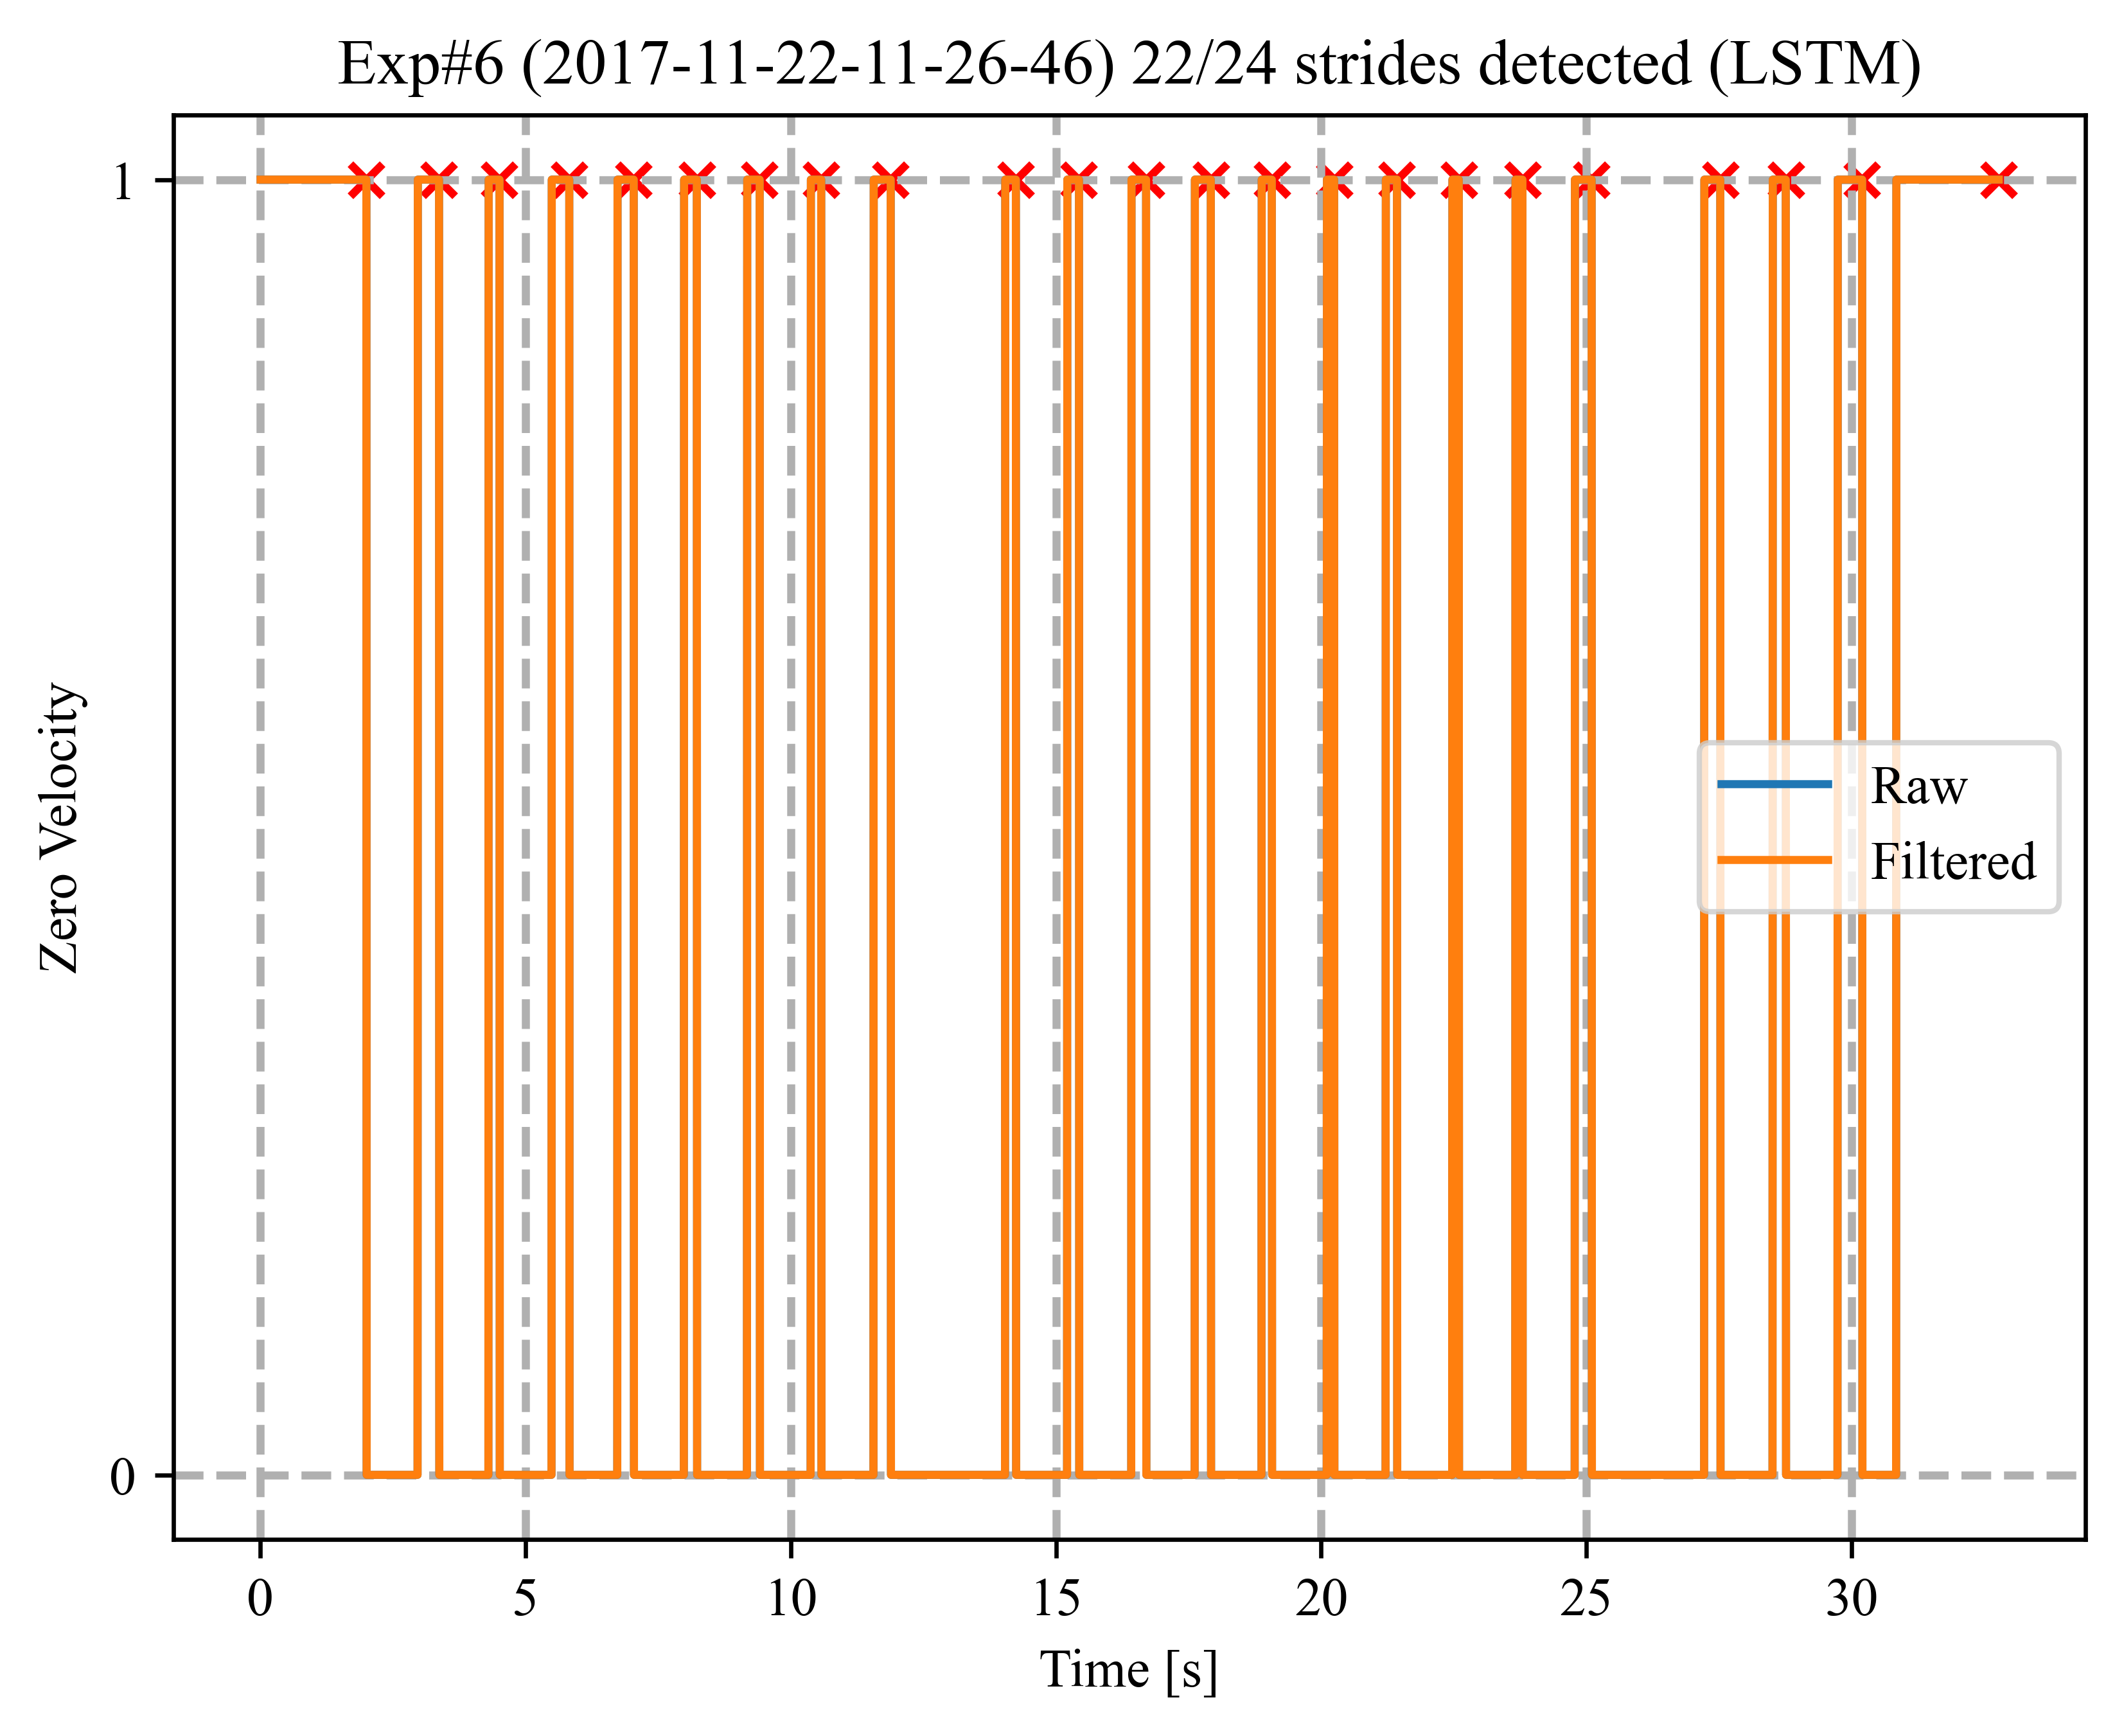 Exp#6 (2017-11-22-11-26-46) 22/24 strides detected (LSTM)
1
Zero Velocity
Raw
Filtered
0
0 5 10 15 20 25 30
Time [s]